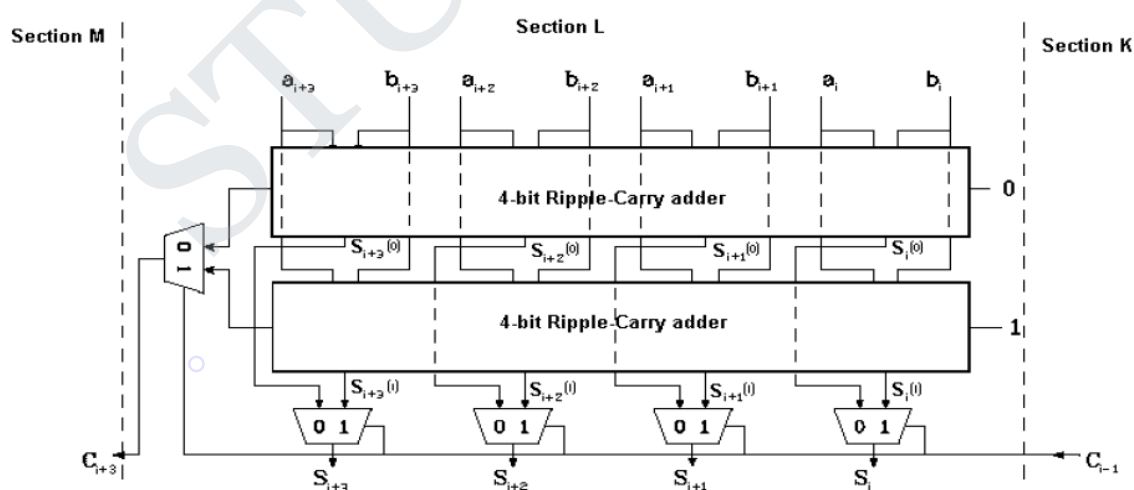 Section M
Section L
Section K
a_{i+3} b_{i+3} a_{i+2} b_{i+2} a_{i+1} b_{i+1} a_i b_i
4-bit Ripple-Carry adder 0
S_{i+3}(0) S_{i+2}(0) S_{i+1}(0) S_i(0)
0 1
4-bit Ripple-Carry adder 1
S_{i+3}(1) S_{i+2}(1) S_{i+1}(1) S_i(1)
0 1 0 1 0 1 0 1
C_{i+3} S_{i+3} S_{i+2} S_{i+1} S_i C_{i-1}
STU